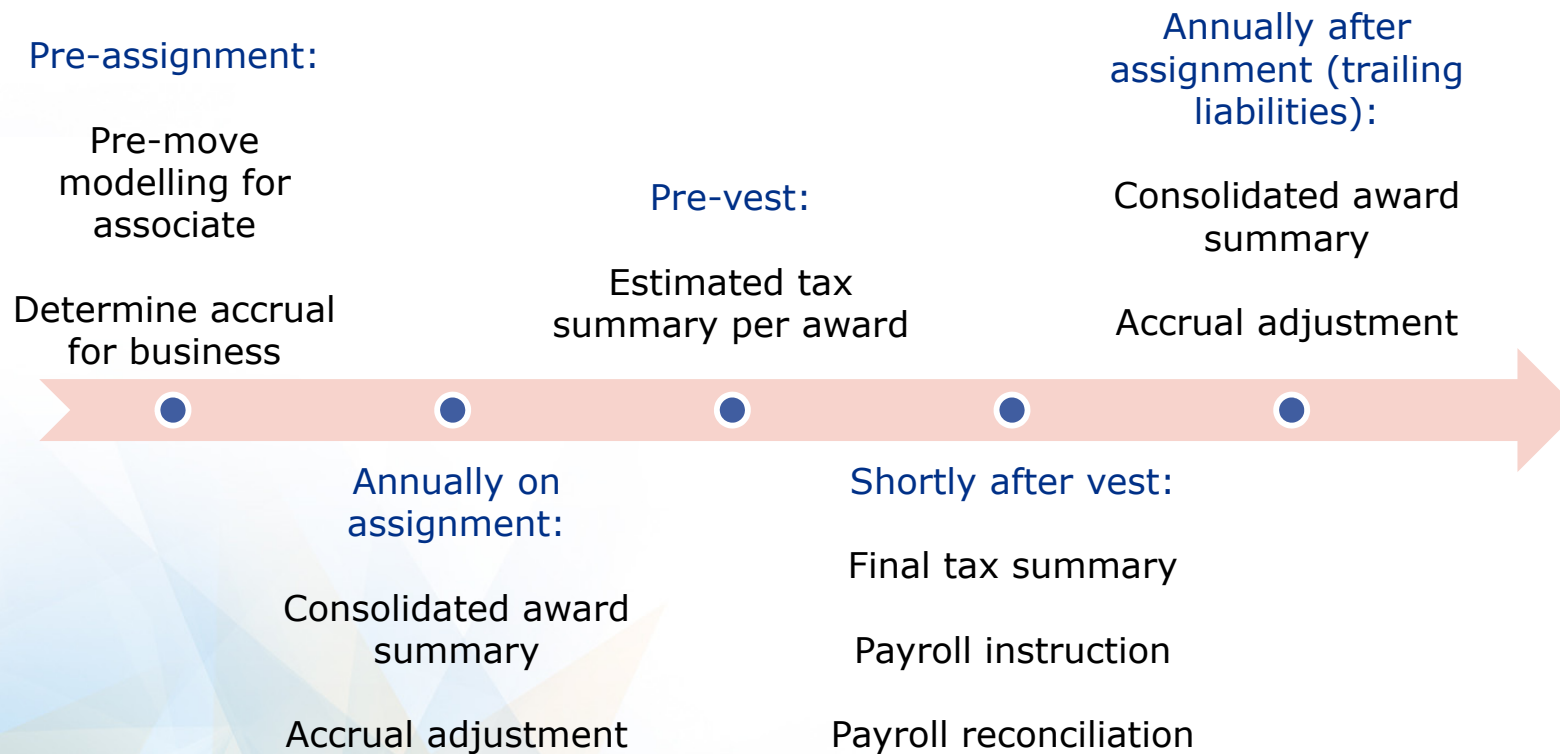 Pre-assignment:
Pre-move
modelling for
associate
Determine accrual
for business
Annually on
assignment:
Consolidated award
summary
Accrual adjustment
Pre-vest:
Estimated tax
summary per award
Shortly after vest:
Final tax summary
Payroll instruction
Payroll reconciliation
Annually after
assignment (trailing
liabilities):
Consolidated award
summary
Accrual adjustment